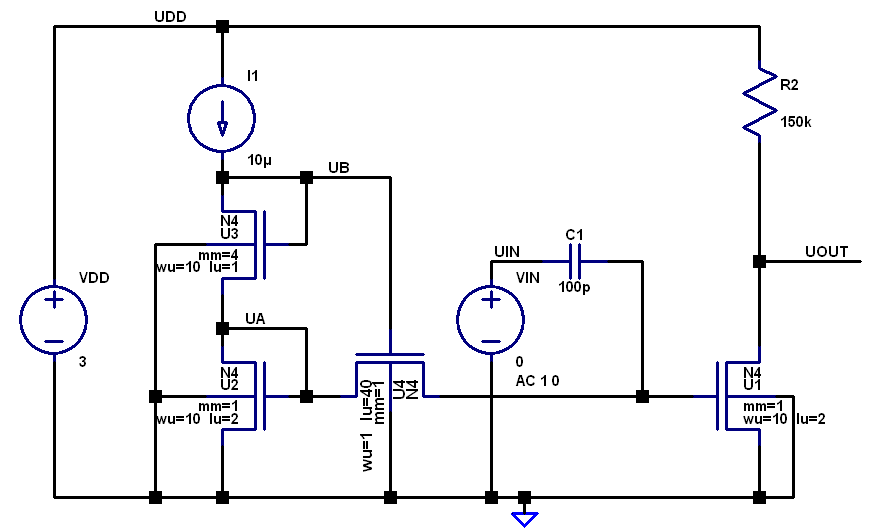 UDD
I1
R2
150k
10µ
UB
N4
U3
mm=4
wu=10 lu=1
UIN
C1
VIN
100p
UOUT
VDD
3
UA
N4
U2
mm=1
wu=10 lu=2
wu=1 lu=40
mm=1
U4
N4
0
AC 1 0
N4
U1
mm=1
wu=10 lu=2